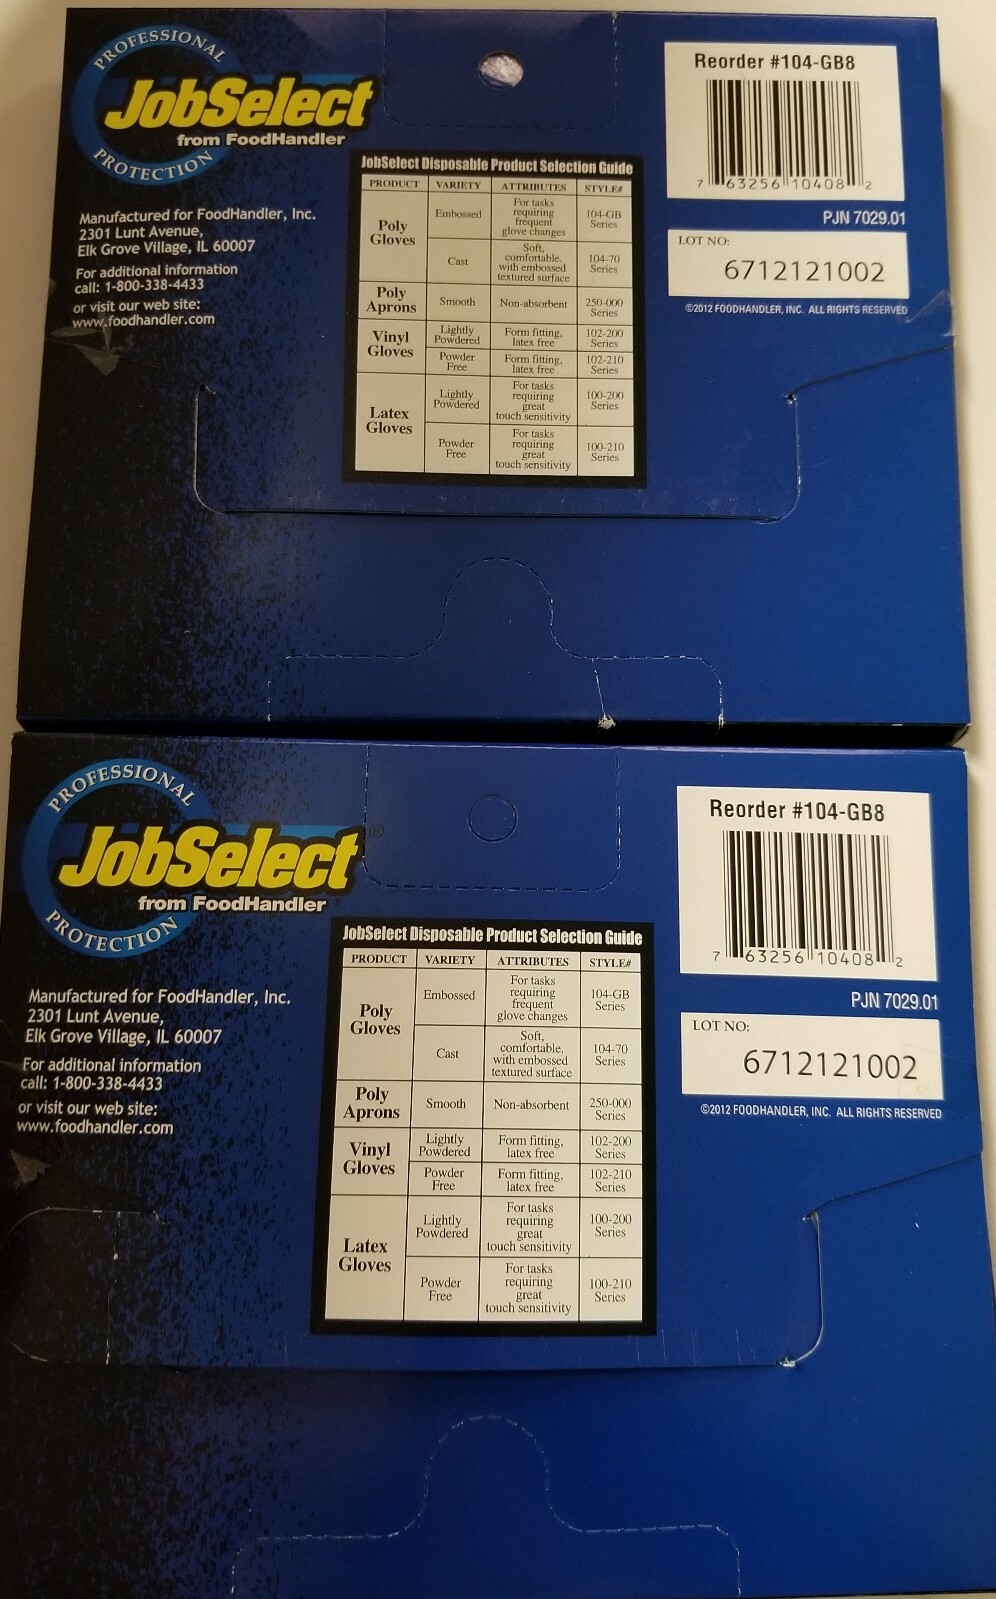 PROFESSIONAL
JobSelect
from FoodHandler
PROTECTION
Manufactured for FoodHandler, Inc.
2301 Lunt Avenue,
Elk Grove Village, IL 60007
For additional information
call: 1-800-338-4433
or visit our web site:
www.foodhandler.com
JobSelect Disposable Product Selection Guide
PRODUCT VARIETY ATTRIBUTES STYLE#
Poly Gloves
Embossed
For tasks
requiring
frequent
glove changes
104-GB
Series
Cast
Soft,
comfortable,
with embossed
textured surface
104-70
Series
Poly
Aprons
Smooth
Non-absorbent
250-000
Series
Vinyl
Gloves
Lightly
Powdered
Form fitting,
latex free
102-200
Series
Powder
Free
Form fitting,
latex free
102-210
Series
Latex
Gloves
Lightly
Powdered
For tasks
requiring
great
touch sensitivity
100-200
Series
Powder
Free
For tasks
requiring
great
touch sensitivity
100-210
Series
Reorder #104-GB8
7 63256 10408 2
PJN 7029.01
LOT NO:
6712121002
©2012 FOODHANDLER, INC. ALL RIGHTS RESERVED
PROFESSIONAL
JobSelect®
from FoodHandler
PROTECTION
Manufactured for FoodHandler, Inc.
2301 Lunt Avenue,
Elk Grove Village, IL 60007
For additional information
call: 1-800-338-4433
or visit our web site:
www.foodhandler.com
JobSelect Disposable Product Selection Guide
PRODUCT VARIETY ATTRIBUTES STYLE#
Poly
Gloves
Embossed
For tasks
requiring
frequent
glove changes
104-GB
Series
Cast
Soft,
comfortable,
with embossed
textured surface
104-70
Series
Poly
Aprons
Smooth
Non-absorbent
250-000
Series
Vinyl
Gloves
Lightly
Powdered
Form fitting,
latex free
102-200
Series
Powder
Free
Form fitting,
latex free
102-210
Series
Latex
Gloves
Lightly
Powdered
For tasks
requiring
great
touch sensitivity
100-200
Series
Powder
Free
For tasks
requiring
great
touch sensitivity
100-210
Series
Reorder #104-GB8
7 63256 10408 2
PJN 7029.01
LOT NO:
6712121002
©2012 FOODHANDLER, INC. ALL RIGHTS RESERVED